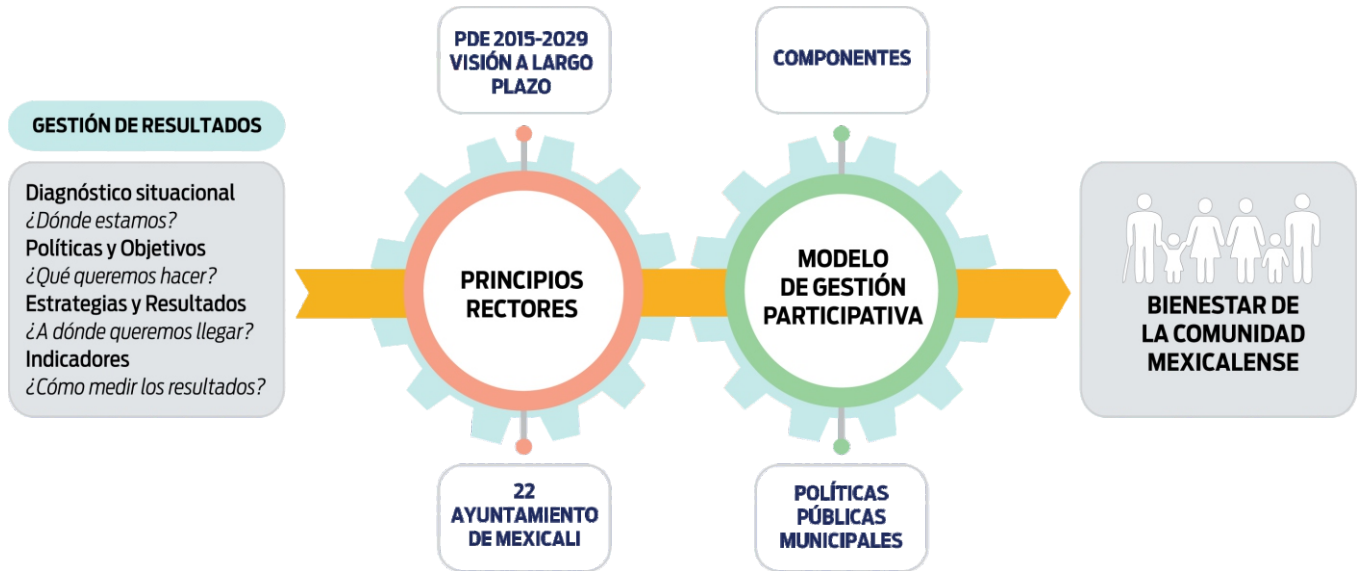 GESTIÓN DE RESULTADOS
Diagnóstico situacional
¿Dónde estamos?
Políticas y Objetivos
¿Qué queremos hacer?
Estrategias y Resultados
¿A dónde queremos llegar?
Indicadores
¿Cómo medir los resultados?
PDE 2015-2029
VISIÓN A LARGO
PLAZO
PRINCIPIOS
RECTORES
22
AYUNTAMIENTO
DE MEXICALI
COMPONENTES
MODELO
DE GESTIÓN
PARTICIPATIVA
POLÍTICAS
PÚBLICAS
MUNICIPALES
BIENESTAR DE
LA COMUNIDAD
MEXICALENSE